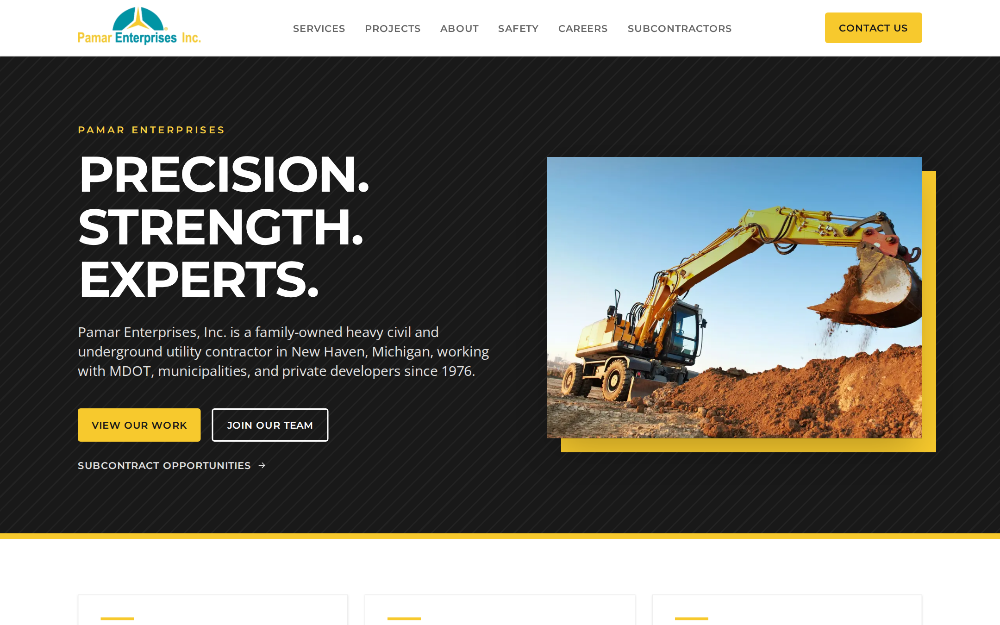 Pamar Enterprises Inc.
SERVICES
PROJECTS
ABOUT
SAFETY
CAREERS
SUBCONTRACTORS
CONTACT US
PAMAR ENTERPRISES
PRECISION.
STRENGTH.
EXPERTS.
Pamar Enterprises, Inc. is a family-owned heavy civil and
underground utility contractor in New Haven, Michigan, working
with MDOT, municipalities, and private developers since 1976.
VIEW OUR WORK
JOIN OUR TEAM
SUBCONTRACT OPPORTUNITIES →